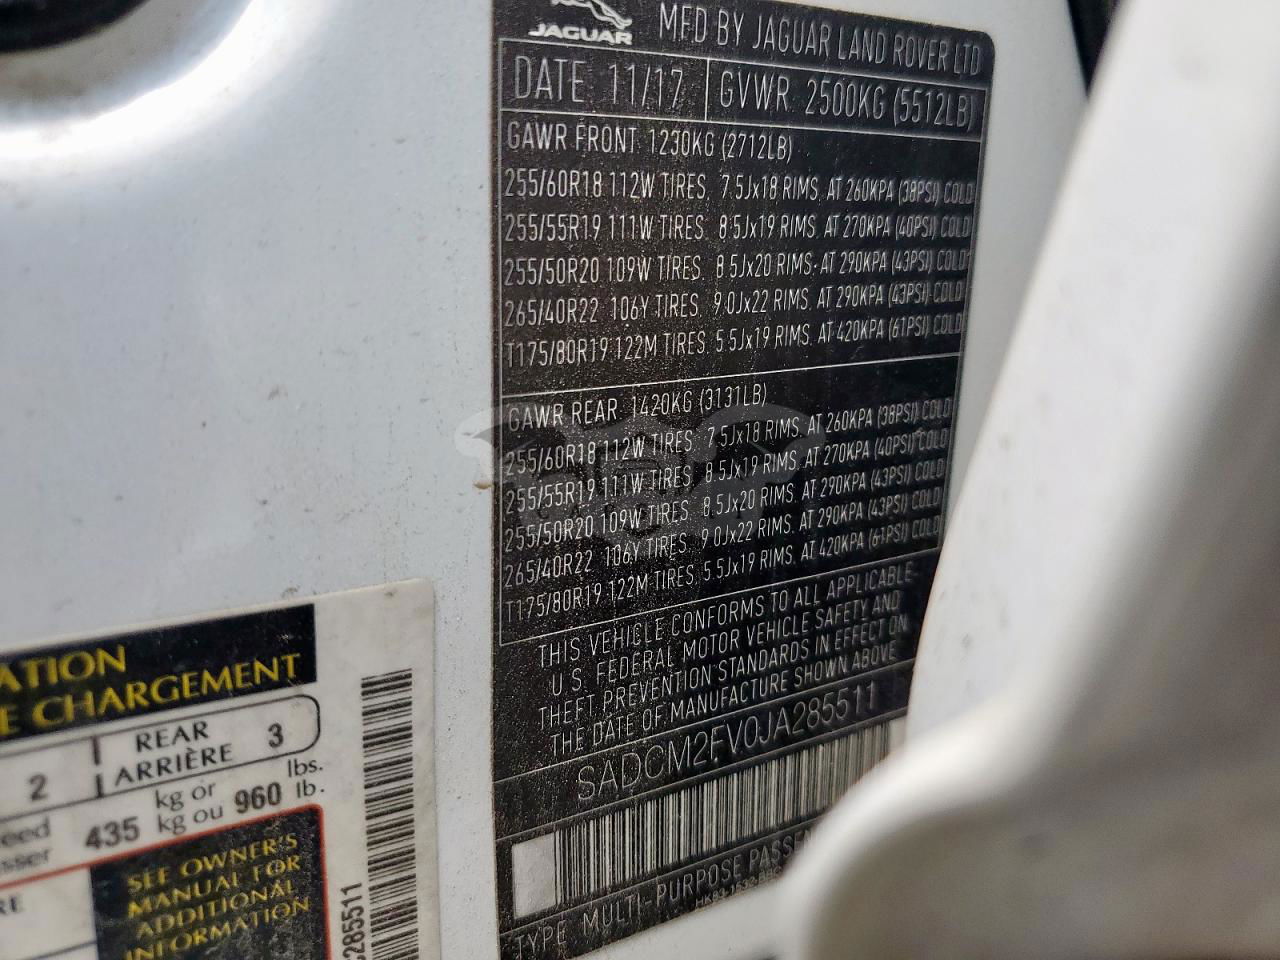 JAGUAR MFD BY JAGUAR LAND ROVER LTD
DATE 11/17 GVWR 2500KG (5512LB)
GAWR FRONT 1230KG (2712LB)
255/60R18 112W TIRES, 7.5Jx18 RIMS, AT 260KPA (38PSI) COLD
255/55R19 111W TIRES, 8.5Jx19 RIMS, AT 270KPA (40PSI) COLD
255/50R20 109W TIRES, 8.5Jx20 RIMS, AT 290KPA (43PSI) COLD
265/40R22 106Y TIRES, 9.0Jx22 RIMS, AT 290KPA (43PSI) COLD
T175/80R19 122M TIRES, 5.5Jx19 RIMS, AT 420KPA (61PSI) COLD
GAWR REAR 1420KG (3131LB)
255/60R18 112W TIRES, 7.5Jx18 RIMS, AT 260KPA (38PSI) COLD
255/55R19 111W TIRES, 8.5Jx19 RIMS, AT 270KPA (40PSI) COLD
255/50R20 109W TIRES, 8.5Jx20 RIMS, AT 290KPA (43PSI) COLD
265/40R22 106Y TIRES, 9.0Jx22 RIMS, AT 290KPA (43PSI) COLD
T175/80R19 122M TIRES, 5.5Jx19 RIMS, AT 420KPA (61PSI) COLD
THIS VEHICLE CONFORMS TO ALL APPLICABLE
U.S. FEDERAL MOTOR VEHICLE SAFETY AND
THEFT PREVENTION STANDARDS IN EFFECT ON
THE DATE OF MANUFACTURE SHOWN ABOVE
SADCM2FV0JA285511
TYPE MULTI-PURPOSE PASSEN
ATION
E CHARGEMENT
2 REAR 3
ARRIÈRE
eed 435 kg or 960 lbs.
sser kg ou lb.
RE
SEE OWNER'S
MANUAL FOR
ADDITIONAL
INFORMATION
285511